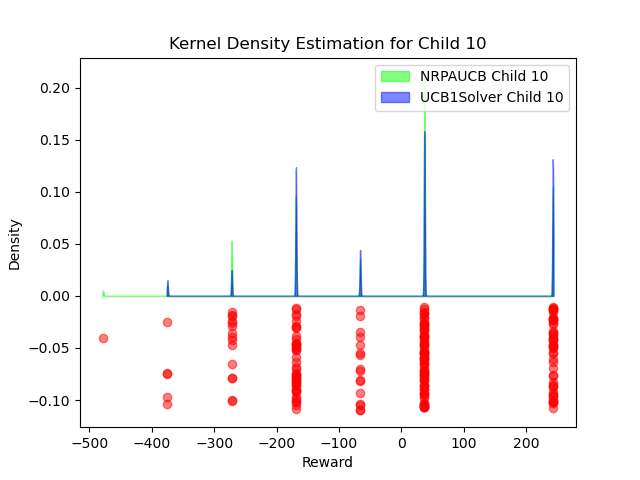 Kernel Density Estimation for Child 10
NRPAUCB Child 10
UCB1Solver Child 10
Density
0.20
0.15
0.10
0.05
0.00
−0.05
−0.10
−500 −400 −300 −200 −100 0 100 200
Reward